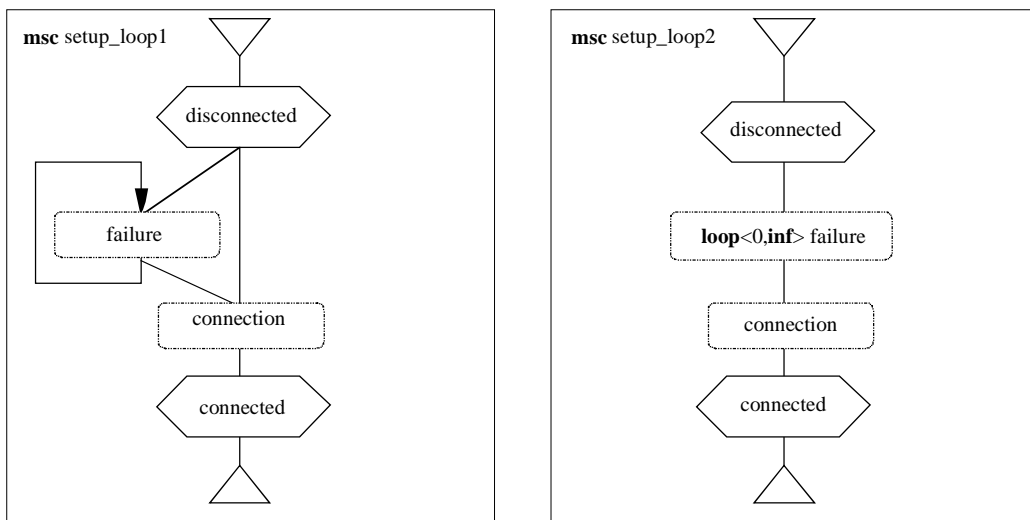 msc setup_loop1
disconnected
failure
connection
connected
msc setup_loop2
disconnected
loop<0,inf> failure
connection
connected